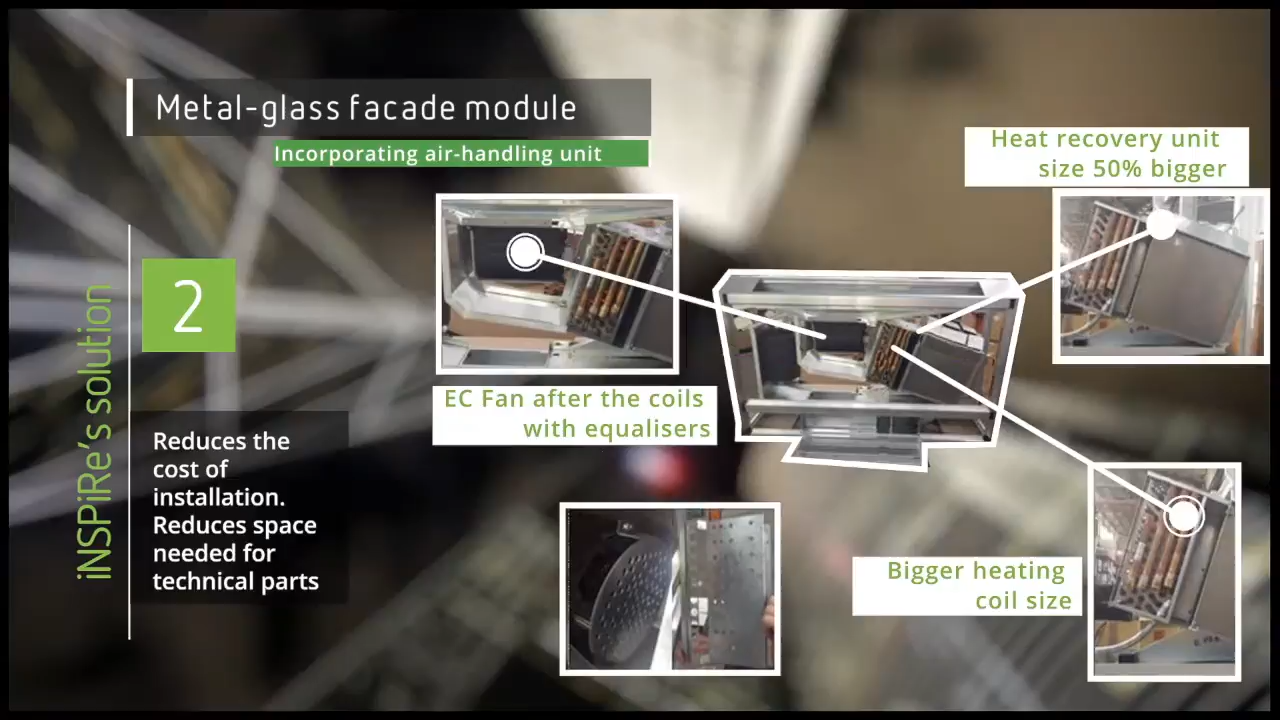 Metal-glass facade module
Incorporating air-handling unit
iNSPiRe's solution
2
Reduces the
cost of
installation.
Reduces space
needed for
technical parts
EC Fan after the coils
with equalisers
Heat recovery unit
size 50% bigger
Bigger heating
coil size